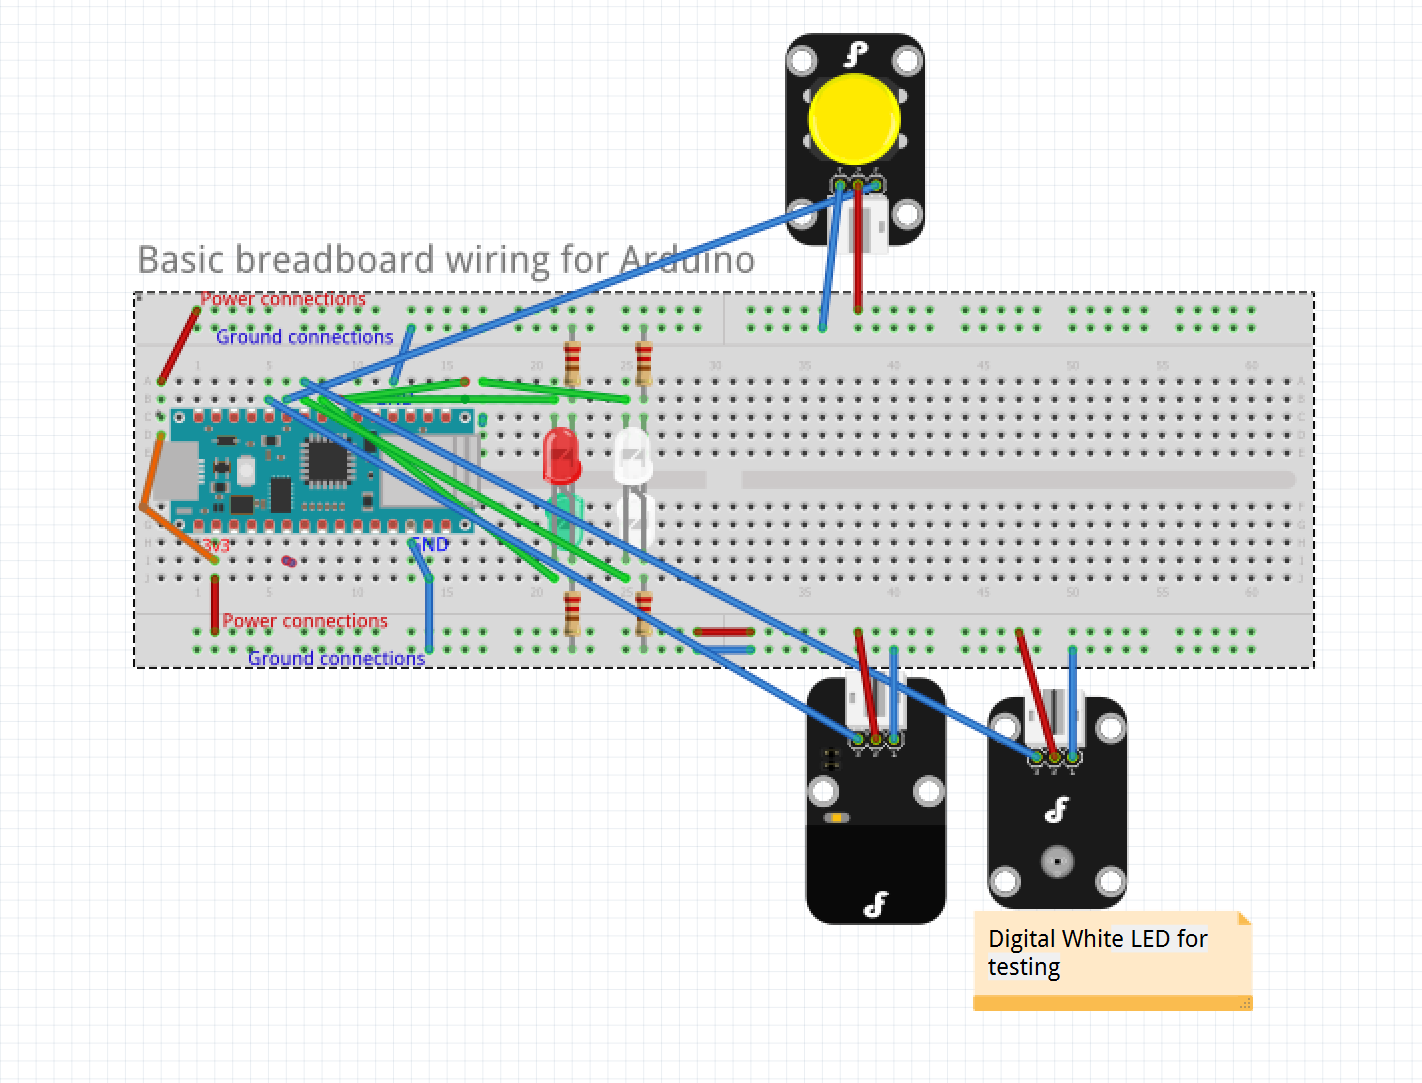 Basic breadboard wiring for Arduino
Power connections
Ground connections
1 5 10 15 20 25 30 35 40 45 50 55 60
A A
B B
C C
D D
E E
F F
G G
H H
3V3 GND
I I
J J
1 5 10 15 20 25 30 35 40 45 50 55 60
Power connections
Ground connections
Digital White LED for
testing